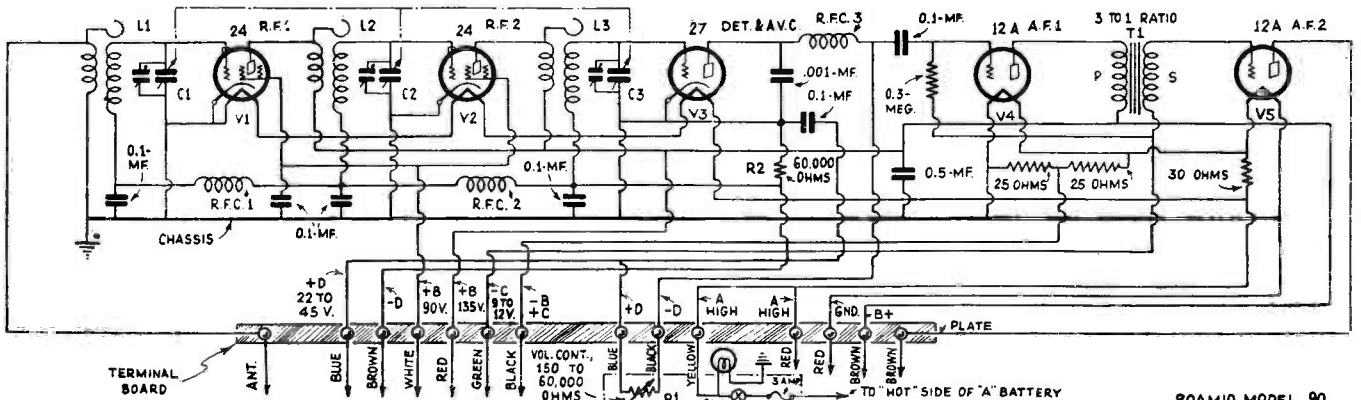 L1
24 R.F.1
L2
24 R.F.2
L3
27 DET.& A.V.C.
R.F.C.3
0.1-MF.
12A A.F.1
3 TO 1 RATIO
T1
12A A.F.2
C1
V1
C2
V2
C3
V3
.001-MF.
0.1-MF
0.3-
MEG.
V4
P
S
V5
0.1-
MF.
R.F.C.1
0.1-MF.
R.F.C.2
0.1-MF.
R2
60,000
OHMS
0.5-MF.
25 OHMS
25 OHMS
30 OHMS
CHASSIS
+D
22 TO
45 V.
-D
+B
90V.
+B
135V.
-C
9 TO
12V.
-B
+C
+D
-D
A
HIGH
A
HIGH
GND.
B+
PLATE
TERMINAL
BOARD
ANT.
BLUE
BROWN
WHITE
RED
GREEN
BLACK
VOL. CONT.,
150 TO
60,000
OHMS
BLUE
BLACK
R1
YELLOW
3 AMP.
RED
RED
BROWN
BROWN
TO "HOT" SIDE OF "A" BATTERY
ROAMIO MODEL 90